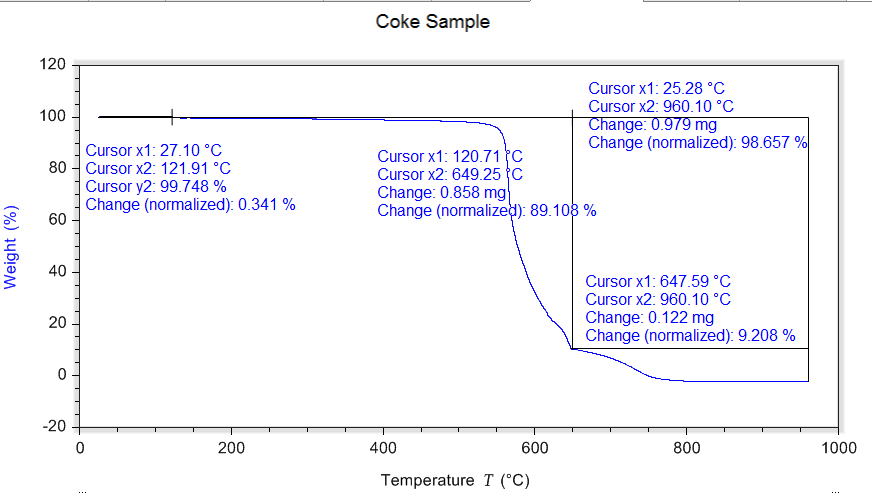 Coke Sample
120
100
80
60
40
20
0
-20
Weight (%)
Cursor x1: 27.10 °C
Cursor x2: 121.91 °C
Cursor y2: 99.748 %
Change (normalized): 0.341 %
Cursor x1: 120.71 °C
Cursor x2: 649.25 °C
Change: 0.858 mg
Change (normalized): 89.108 %
Cursor x1: 25.28 °C
Cursor x2: 960.10 °C
Change: 0.979 mg
Change (normalized): 98.657 %
Cursor x1: 647.59 °C
Cursor x2: 960.10 °C
Change: 0.122 mg
Change (normalized): 9.208 %
0 200 400 600 800 1000
Temperature T (°C)